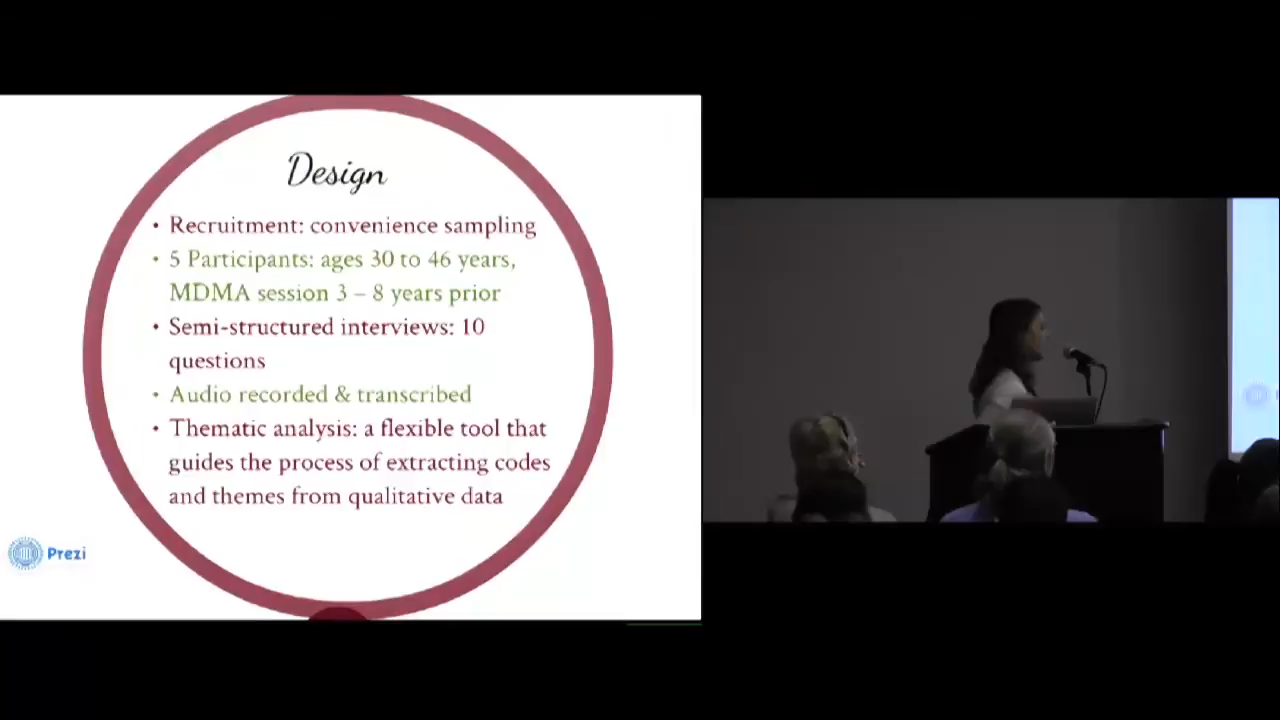 Design
• Recruitment: convenience sampling
• 5 Participants: ages 30 to 46 years,
MDMA session 3 – 8 years prior
• Semi-structured interviews: 10
questions
• Audio recorded & transcribed
• Thematic analysis: a flexible tool that
guides the process of extracting codes
and themes from qualitative data
Prezi